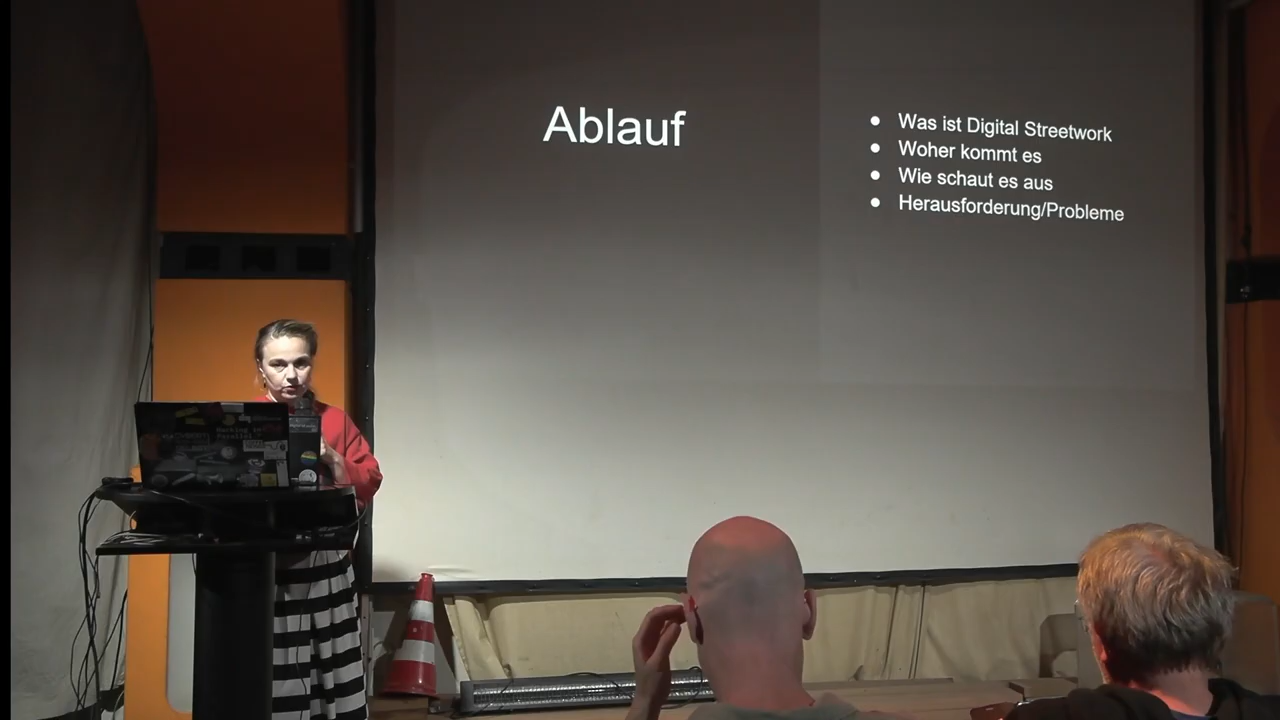 Ablauf
● Was ist Digital Streetwork
● Woher kommt es
● Wie schaut es aus
● Herausforderung/Probleme